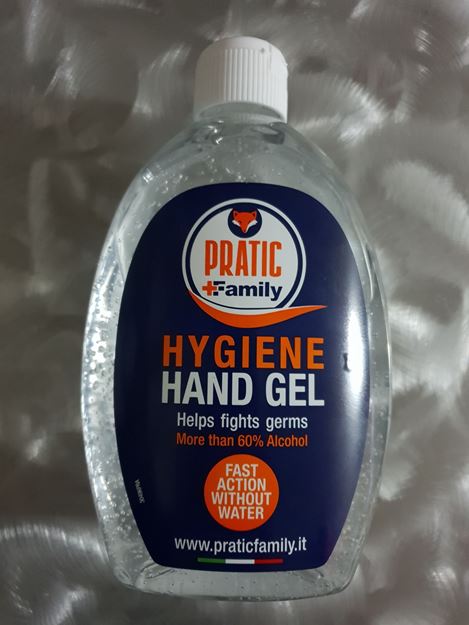 PRATIC
+Family
HYGIENE
HAND GEL
Helps fights germs
More than 60% Alcohol
FAST
ACTION
WITHOUT
WATER
www.praticfamily.it